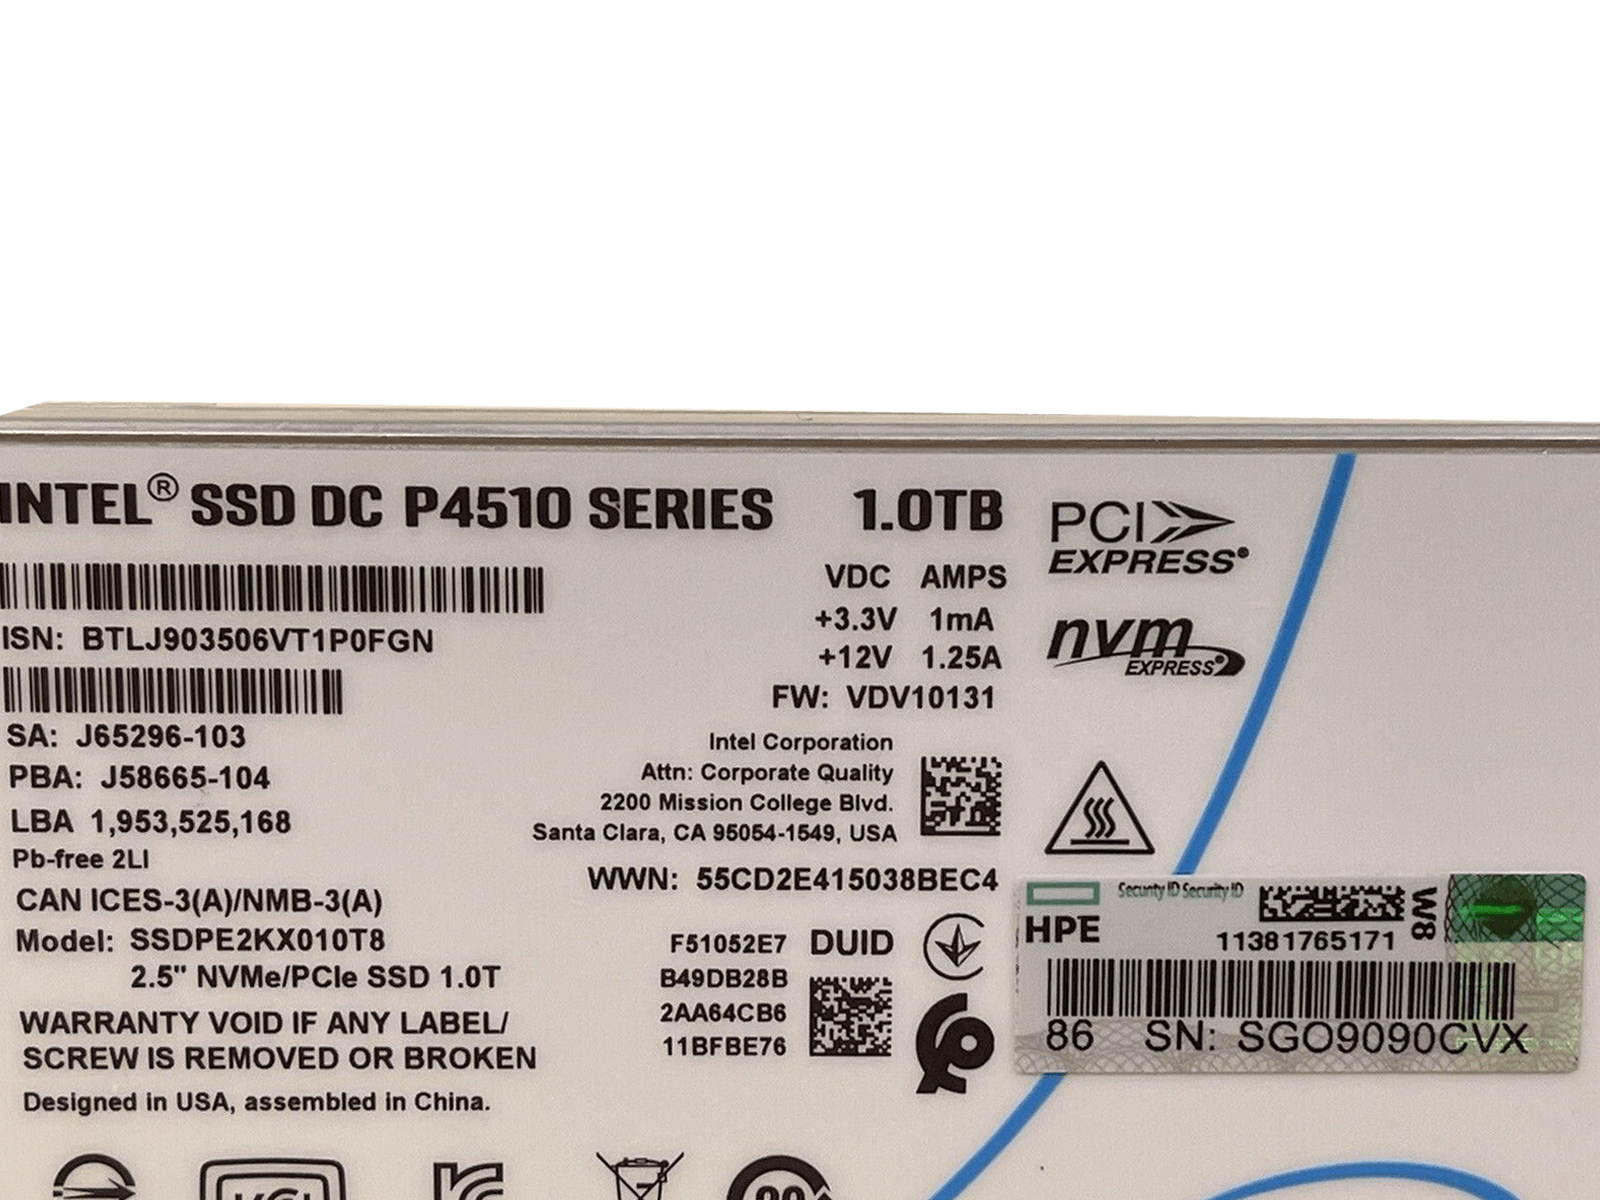 INTEL® SSD DC P4510 SERIES 1.0TB
PCI
EXPRESS®
VDC AMPS
+3.3V 1mA
+12V 1.25A
FW: VDV10131
nvm
EXPRESS
ISN: BTLJ903506VT1P0FGN
SA: J65296-103
PBA: J58665-104
LBA 1,953,525,168
Pb-free 2LI
CAN ICES-3(A)/NMB-3(A)
Model: SSDPE2KX010T8
2.5" NVMe/PCIe SSD 1.0T
WARRANTY VOID IF ANY LABEL/
SCREW IS REMOVED OR BROKEN
Designed in USA, assembled in China.
Intel Corporation
Attn: Corporate Quality
2200 Mission College Blvd.
Santa Clara, CA 95054-1549, USA
WWN: 55CD2E415038BEC4
F51052E7 DUID
B49DB28B
2AA64CB6
11BFBE76
Security ID Security ID
HPE
W8
11381765171
86 SN: SGO9090CVX